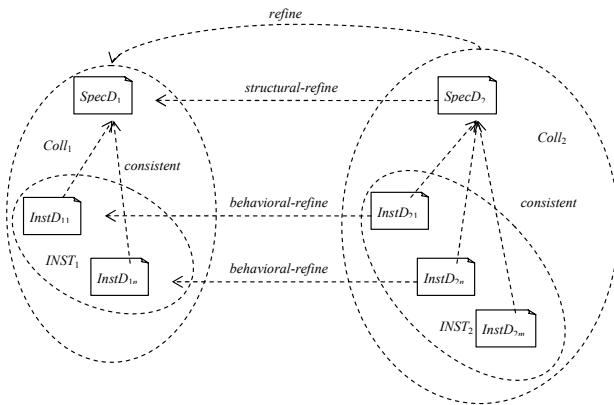 refine
SpecD₁
structural-refine
SpecD₂
Coll₁
Coll₂
consistent
consistent
InstD₁₁
behavioral-refine
InstD₂₁
INST₁
InstD₁ₙ
behavioral-refine
InstD₂ₙ
INST₂
InstD₂ₘ